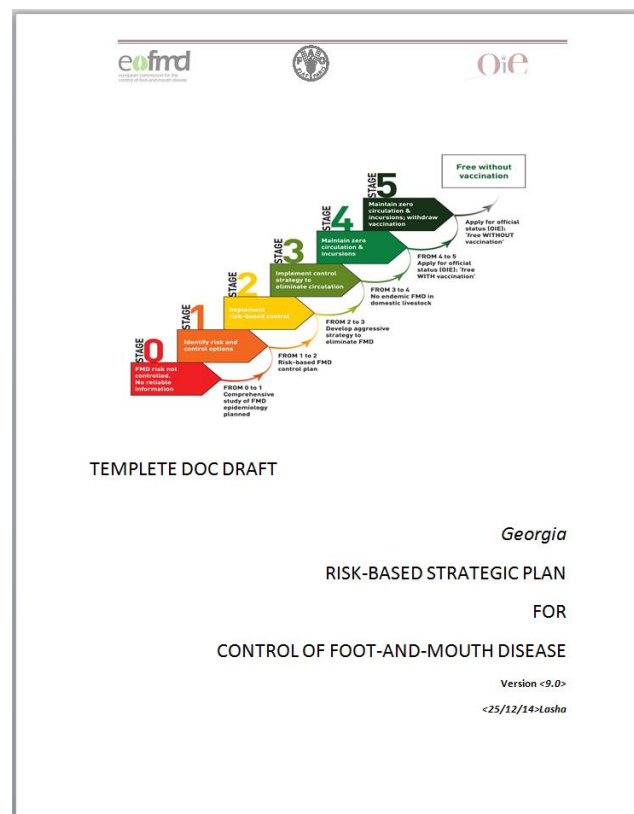 eofmd
european commission for the
control of foot-and-mouth disease
Oie
Free without
vaccination
STAGE
5
Maintain zero
circulation &
incursions; withdraw
vaccination
Apply for official
status (OIE):
'free WITHOUT
vaccination'
STAGE
4
Maintain zero
circulation &
incursions
FROM 4 to 5
Apply for official
status (OIE): 'free
WITH vaccination'
STAGE
3
Implement control
strategy to
eliminate circulation
FROM 3 to 4
No endemic FMD in
domestic livestock
STAGE
2
Implement
risk-based control
FROM 2 to 3
Develop aggressive
strategy to
eliminate FMD
STAGE
1
Identify risk and
control options
FROM 1 to 2
Risk-based FMD
control plan
STAGE
0
FMD risk not
controlled.
No reliable
information
FROM 0 to 1
Comprehensive
study of FMD
epidemiology
planned
TEMPLETE DOC DRAFT
Georgia
RISK-BASED STRATEGIC PLAN
FOR
CONTROL OF FOOT-AND-MOUTH DISEASE
Version <9.0>
<25/12/14>Lasha